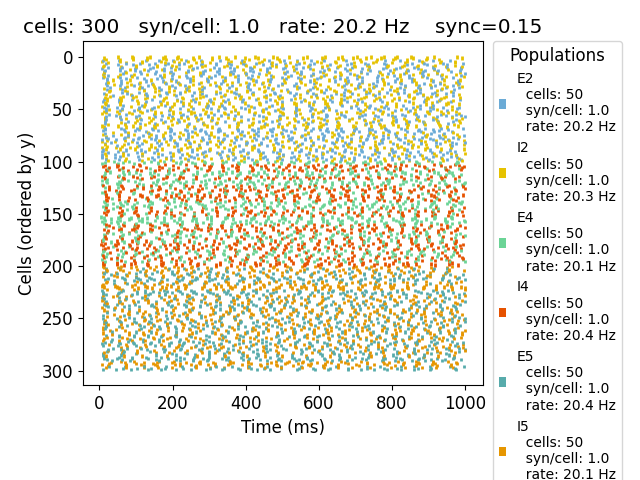 cells: 300   syn/cell: 1.0   rate: 20.2 Hz    sync=0.15
Cells (ordered by y)
0
50
100
150
200
250
300
0
200
400
600
800
1000
Time (ms)
Populations
E2
cells: 50
syn/cell: 1.0
rate: 20.2 Hz
I2
cells: 50
syn/cell: 1.0
rate: 20.3 Hz
E4
cells: 50
syn/cell: 1.0
rate: 20.1 Hz
I4
cells: 50
syn/cell: 1.0
rate: 20.4 Hz
E5
cells: 50
syn/cell: 1.0
rate: 20.4 Hz
I5
cells: 50
syn/cell: 1.0
rate: 20.1 Hz